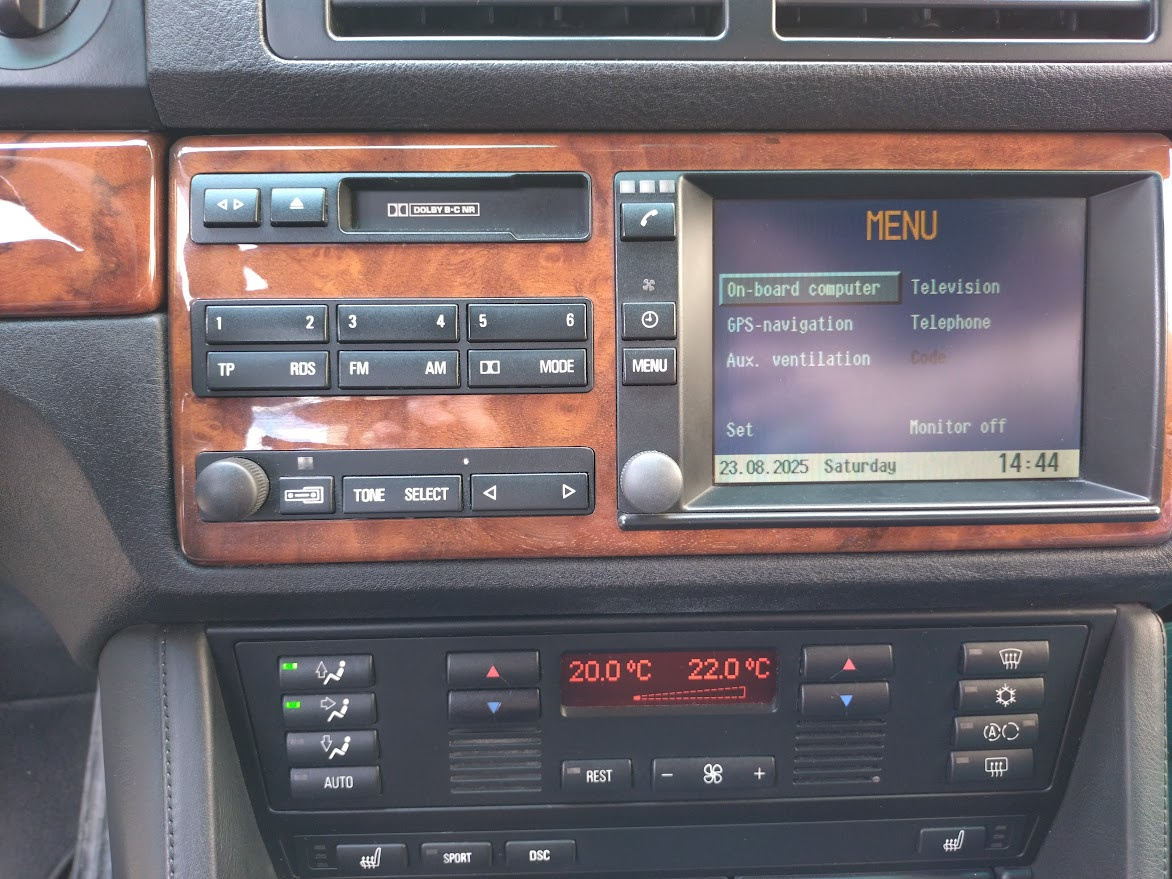 DOLBY B-C NR
1 2 3 4 5 6
TP RDS FM AM MODE
TONE SELECT
MENU
MENU
On-board computer Television
GPS-navigation Telephone
Aux. ventilation Code
Set Monitor off
23.08.2025 Saturday 14:44
20.0°C 22.0°C
A
AUTO
REST - +
SPORT DSC